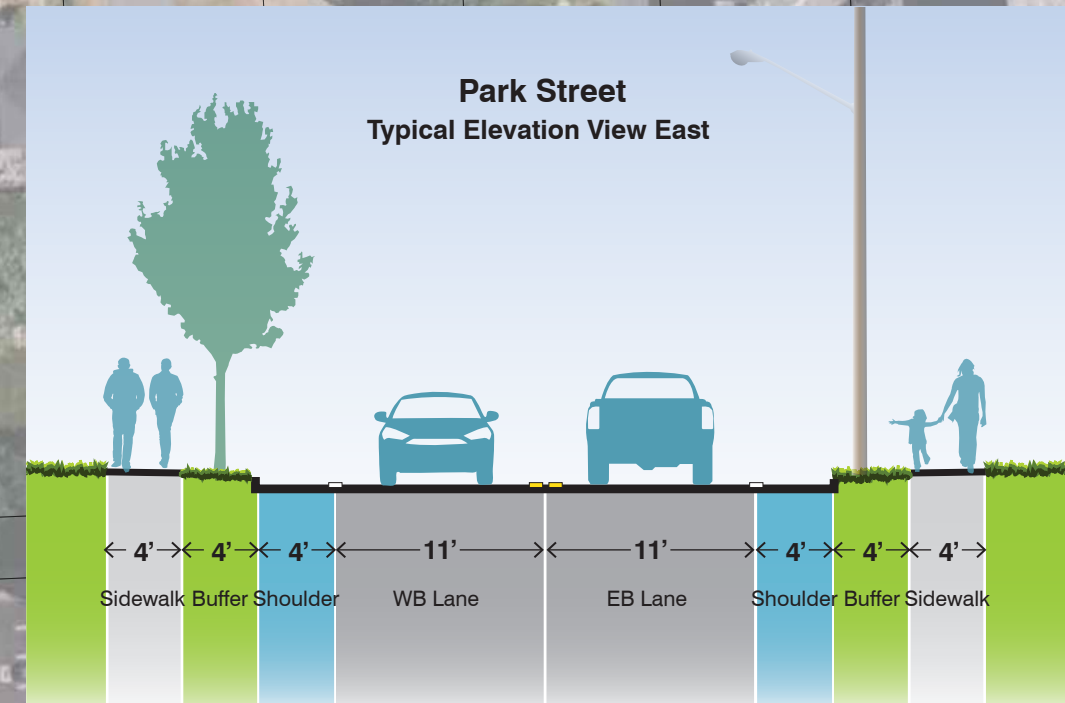 Park Street
Typical Elevation View East
4’ 4’ 4’ 11’ 11’ 4’ 4’ 4’
Sidewalk Buffer Shoulder WB Lane EB Lane Shoulder Buffer Sidewalk